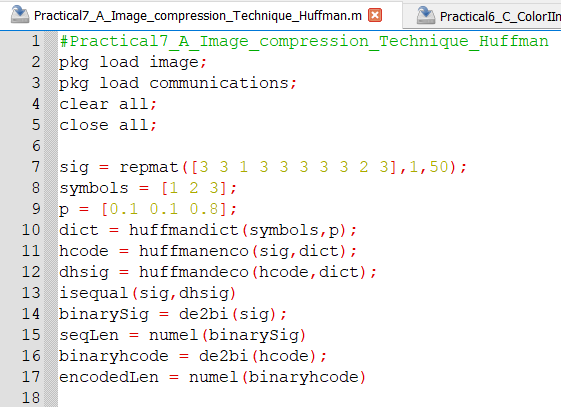 Practical7_A_Image_compression_Technique_Huffman.m Practical6_C_ColorIIn
1 #Practical7_A_Image_compression_Technique_Huffman
2 pkg load image;
3 pkg load communications;
4 clear all;
5 close all;
6
7 sig = repmat([3 3 1 3 3 3 3 3 2 3],1,50);
8 symbols = [1 2 3];
9 p = [0.1 0.1 0.8];
10 dict = huffmandict(symbols,p);
11 hcode = huffmanenco(sig,dict);
12 dhsig = huffmandeco(hcode,dict);
13 isequal(sig,dhsig)
14 binarySig = de2bi(sig);
15 seqLen = numel(binarySig)
16 binaryhcode = de2bi(hcode);
17 encodedLen = numel(binaryhcode)
18